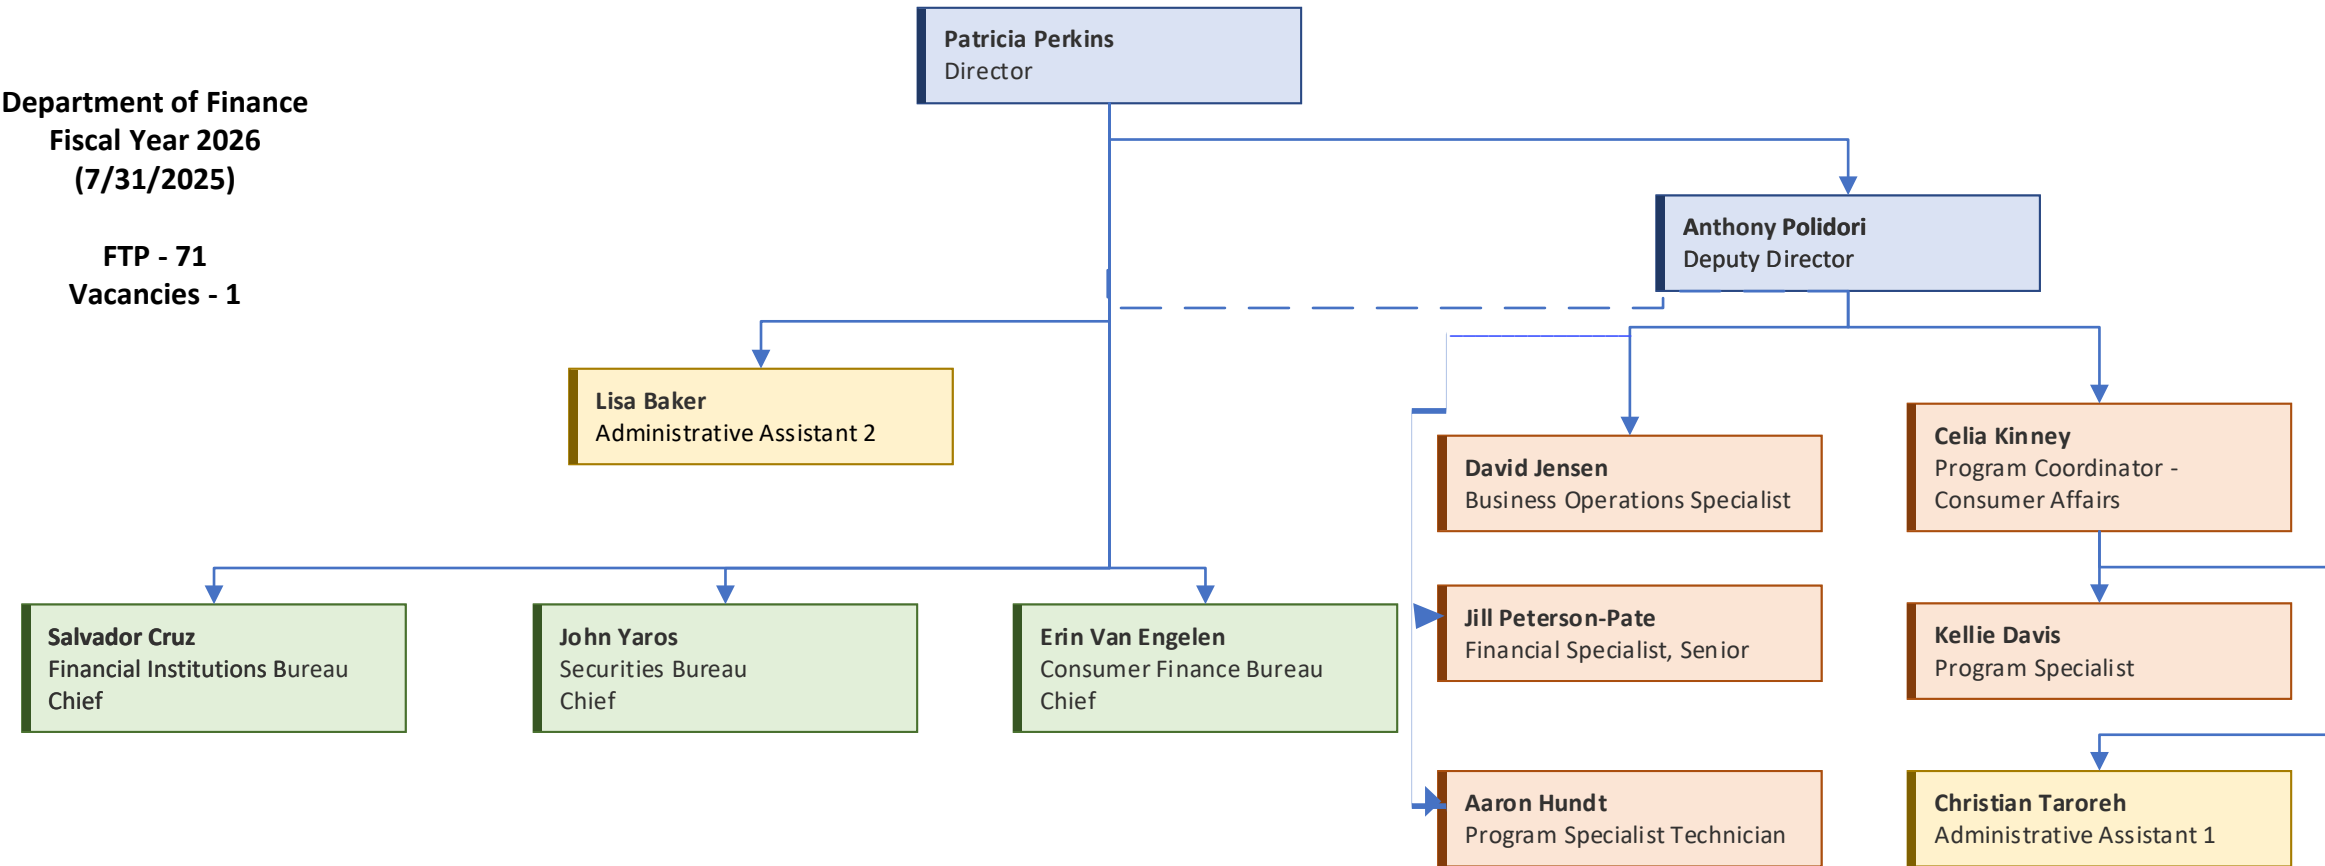 Patricia Perkins
Director
Department of Finance
Fiscal Year 2026
(7/31/2025)
FTP - 71
Vacancies - 1
Anthony Polidori
Deputy Director
Lisa Baker
Administrative Assistant 2
David Jensen
Business Operations Specialist
Celia Kinney
Program Coordinator -
Consumer Affairs
Salvador Cruz
Financial Institutions Bureau
Chief
John Yaros
Securities Bureau
Chief
Erin Van Engelen
Consumer Finance Bureau
Chief
Jill Peterson-Pate
Financial Specialist, Senior
Kellie Davis
Program Specialist
Aaron Hundt
Program Specialist Technician
Christian Taroreh
Administrative Assistant 1